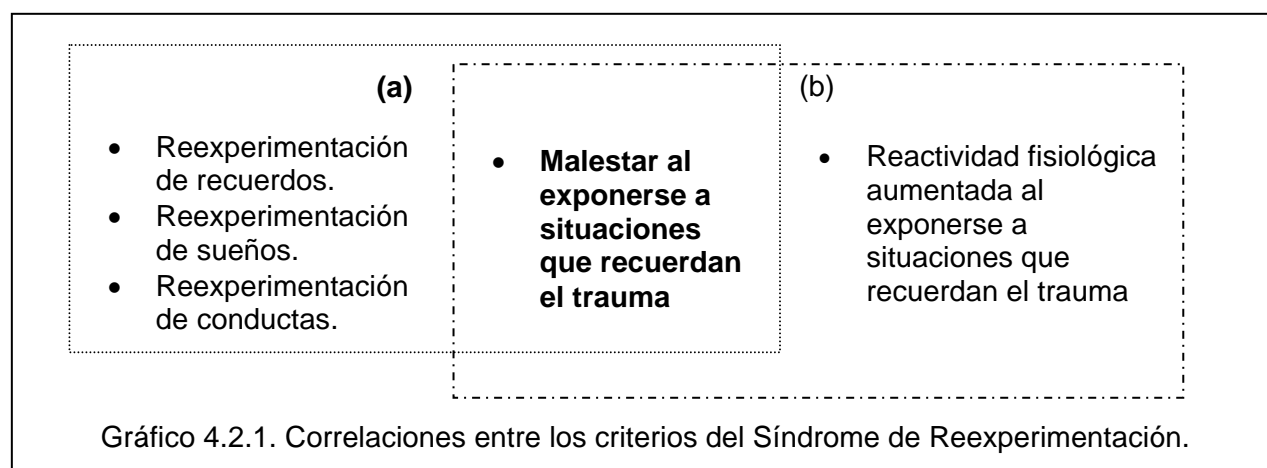 (a)
• Reexperimentación
de recuerdos.
• Reexperimentación
de sueños.
• Reexperimentación
de conductas.
• Malestar al
exponerse a
situaciones
que recuerdan
el trauma
(b)
• Reactividad fisiológica
aumentada al
exponerse a
situaciones que
recuerdan el trauma
Gráfico 4.2.1. Correlaciones entre los criterios del Síndrome de Reexperimentación.